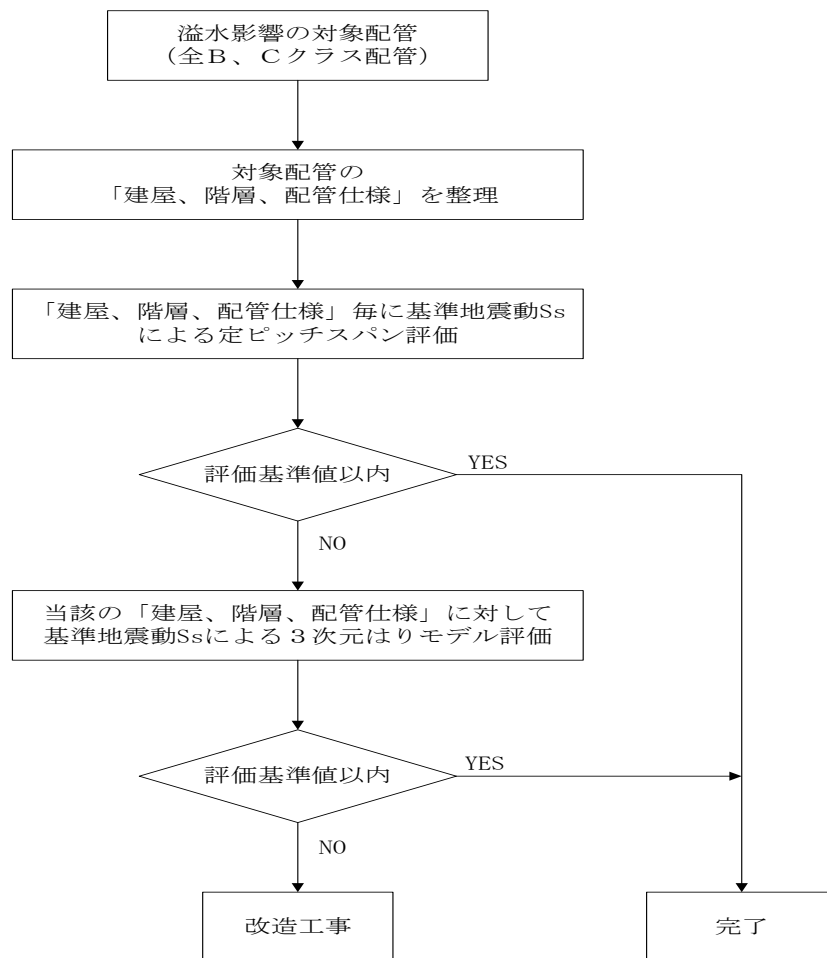 溢水影響の対象配管
（全Ｂ、Ｃクラス配管）
対象配管の
「建屋、階層、配管仕様」を整理
「建屋、階層、配管仕様」毎に基準地震動Ss
による定ピッチスパン評価
評価基準値以内
YES
NO
当該の「建屋、階層、配管仕様」に対して
基準地震動Ssによる３次元はりモデル評価
評価基準値以内
YES
NO
改造工事
完了